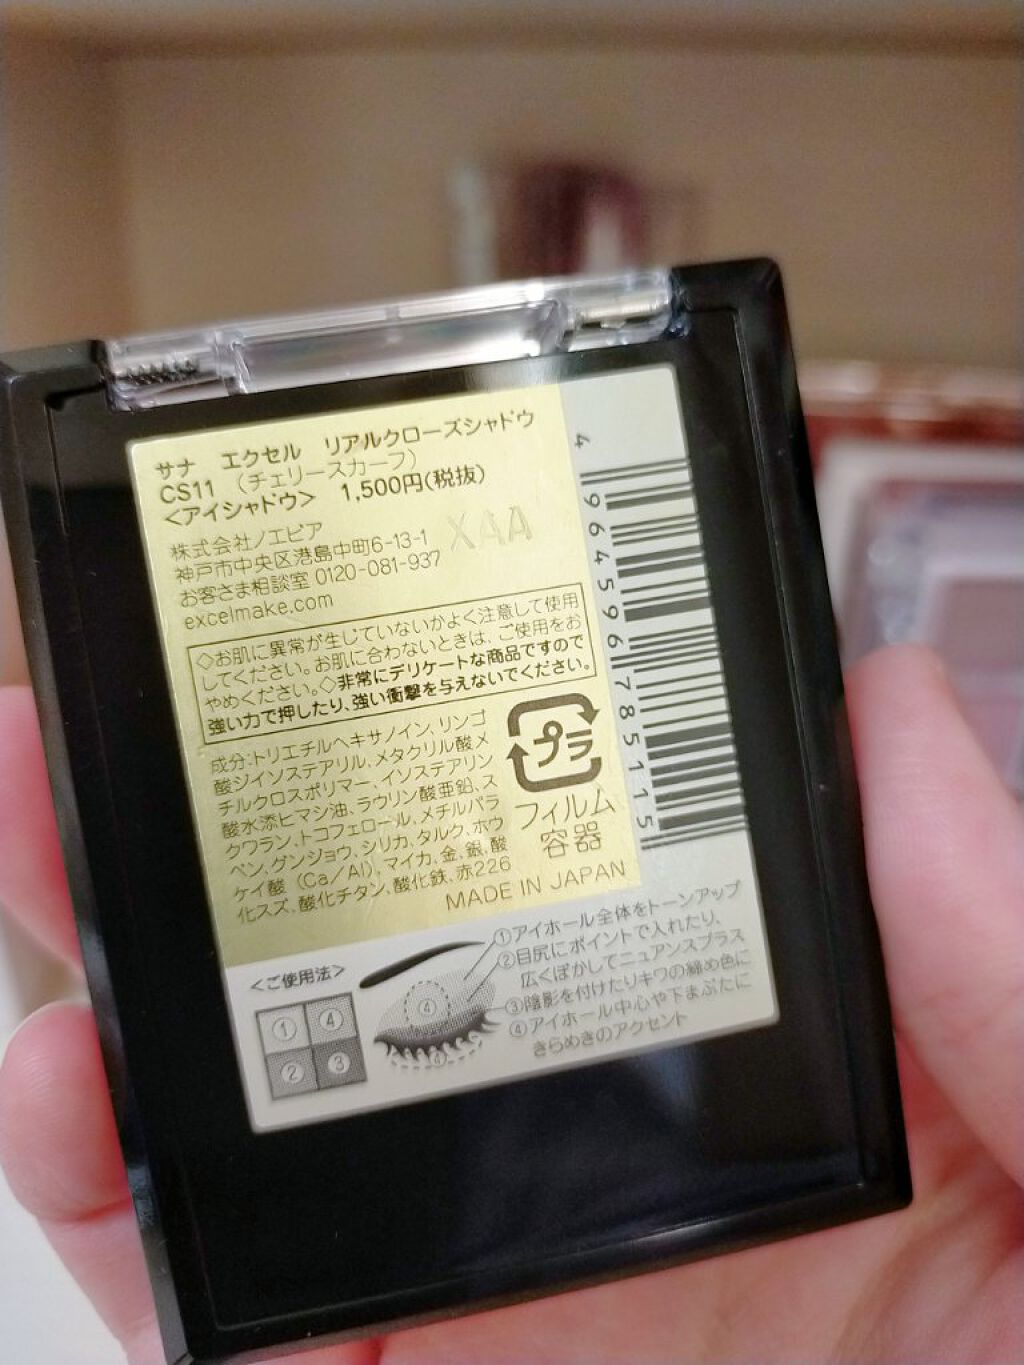 サナ　エクセル　リアルクローズシャドウ
CS11　（チェリースカーフ）
＜アイシャドウ＞　1,500円(税抜)
株式会社ノエビア
神戸市中央区港島中町6-13-1
お客さま相談室 0120-081-937
excelmake.com
XAA
◇お肌に異常が生じていないかよく注意して使用
してください。お肌に合わないときは、ご使用をお
やめください。◇非常にデリケートな商品ですので
強い力で押したり、強い衝撃を与えないでください。
成分:トリエチルヘキサノイン、リンゴ
酸ジイソステアリル、メタクリル酸メ
チルクロスポリマー、イソステアリン
酸水添ヒマシ油、ラウリン酸亜鉛、ス
クワラン、トコフェロール、メチルパラ
ベン、グンジョウ、シリカ、タルク、ホウ
ケイ酸（Ca/Al）、マイカ、金、銀、酸
化スズ、酸化チタン、酸化鉄、赤226
プラ
フィルム
容器
MADE IN JAPAN
4 964596 785115
＜ご使用法＞
① ④
② ③
④
④
①アイホール全体をトーンアップ
②目尻にポイントで入れたり、
広くぼかしてニュアンスプラス
③陰影を付けたりキワの締め色に
④アイホール中心や下まぶたに
きらめきのアクセント